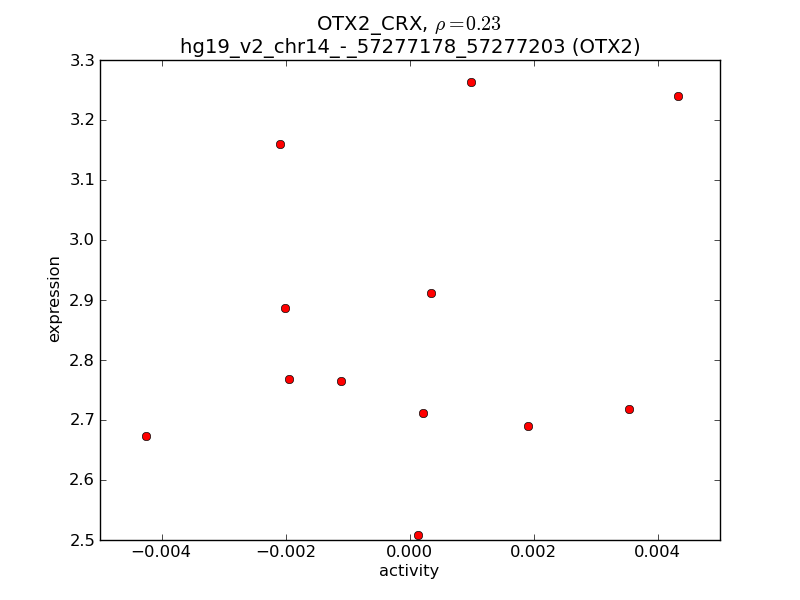 OTX2_CRX, ρ = 0.23
hg19_v2_chr14_-_57277178_57277203 (OTX2)
3.3
3.2
3.1
3.0
2.9
2.8
2.7
2.6
2.5
expression
−0.004 −0.002 0.000 0.002 0.004
activity